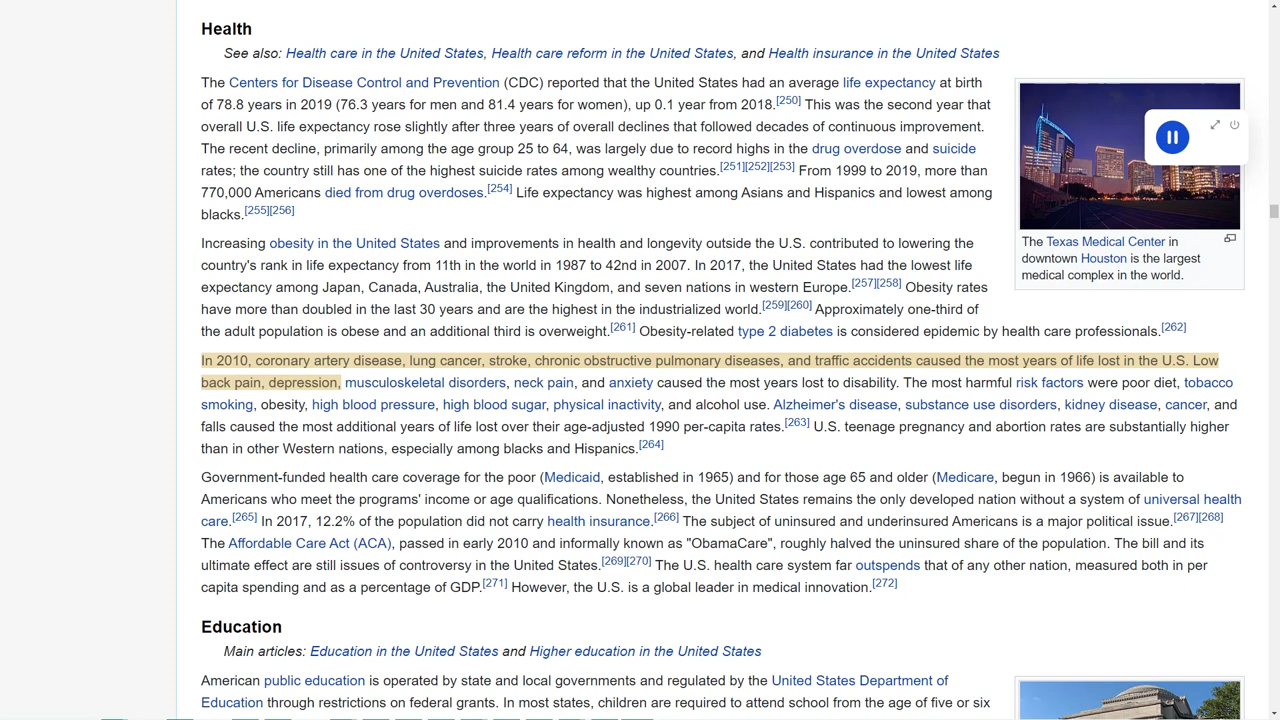 Health
See also: Health care in the United States, Health care reform in the United States, and Health insurance in the United States
The Centers for Disease Control and Prevention (CDC) reported that the United States had an average life expectancy at birth
of 78.8 years in 2019 (76.3 years for men and 81.4 years for women), up 0.1 year from 2018.[250] This was the second year that
overall U.S. life expectancy rose slightly after three years of overall declines that followed decades of continuous improvement.
The recent decline, primarily among the age group 25 to 64, was largely due to record highs in the drug overdose and suicide
rates; the country still has one of the highest suicide rates among wealthy countries.[251][252][253] From 1999 to 2019, more than
770,000 Americans died from drug overdoses.[254] Life expectancy was highest among Asians and Hispanics and lowest among
blacks.[255][256]
The Texas Medical Center in
downtown Houston is the largest
medical complex in the world.
Increasing obesity in the United States and improvements in health and longevity outside the U.S. contributed to lowering the
country's rank in life expectancy from 11th in the world in 1987 to 42nd in 2007. In 2017, the United States had the lowest life
expectancy among Japan, Canada, Australia, the United Kingdom, and seven nations in western Europe.[257][258] Obesity rates
have more than doubled in the last 30 years and are the highest in the industrialized world.[259][260] Approximately one-third of
the adult population is obese and an additional third is overweight.[261] Obesity-related type 2 diabetes is considered epidemic by health care professionals.[262]
In 2010, coronary artery disease, lung cancer, stroke, chronic obstructive pulmonary diseases, and traffic accidents caused the most years of life lost in the U.S. Low
back pain, depression, musculoskeletal disorders, neck pain, and anxiety caused the most years lost to disability. The most harmful risk factors were poor diet, tobacco
smoking, obesity, high blood pressure, high blood sugar, physical inactivity, and alcohol use. Alzheimer's disease, substance use disorders, kidney disease, cancer, and
falls caused the most additional years of life lost over their age-adjusted 1990 per-capita rates.[263] U.S. teenage pregnancy and abortion rates are substantially higher
than in other Western nations, especially among blacks and Hispanics.[264]
Government-funded health care coverage for the poor (Medicaid, established in 1965) and for those age 65 and older (Medicare, begun in 1966) is available to
Americans who meet the programs' income or age qualifications. Nonetheless, the United States remains the only developed nation without a system of universal health
care.[265] In 2017, 12.2% of the population did not carry health insurance.[266] The subject of uninsured and underinsured Americans is a major political issue.[267][268]
The Affordable Care Act (ACA), passed in early 2010 and informally known as "ObamaCare", roughly halved the uninsured share of the population. The bill and its
ultimate effect are still issues of controversy in the United States.[269][270] The U.S. health care system far outspends that of any other nation, measured both in per
capita spending and as a percentage of GDP.[271] However, the U.S. is a global leader in medical innovation.[272]
Education
Main articles: Education in the United States and Higher education in the United States
American public education is operated by state and local governments and regulated by the United States Department of
Education through restrictions on federal grants. In most states, children are required to attend school from the age of five or six